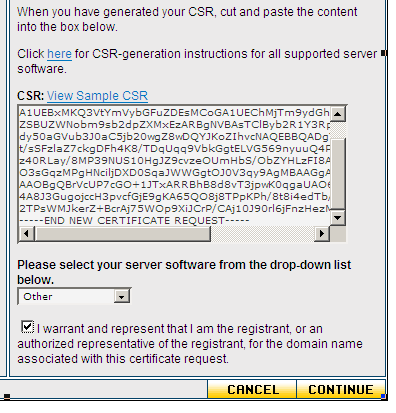 When you have generated your CSR, cut and paste the content
into the box below.
Click here for CSR-generation instructions for all supported server
software.
CSR: View Sample CSR
A1UEBxMKQ3VtYmVybGFuZDEsMCoGA1UEChMjTm9ydGh
ZSBUZWNobm9sb2dpZXMxEzARBgNVBAsTClByb2R1Y3Rp
dy50aGVub3J0aC5jb20wgZ8wDQYJKoZIhvcNAQEBBQADg
t/sSFzlaZ7ckgDFh4K8/TDqUqq9VbkGgtELVG569nyuuQ4P
z40RLay/8MP39NUS10HgJZ9cvzeOUmHbS/ObZYHLzFI8A
O3sGqzMPgHNciljDXD0SqaJWWGgtOJ0V3qy9AgMBAAGgA
AAOBgQBrVcUP7cGO+1JTxARRBhB8d8vT3jpwK0qgaUAO6
4A8J3GugojccH3pvcfGjE9gKA65QO8j8TPpKPh/8t8i4edTb/
2TPsWMJkerZ+BcrAj75WOp9XiJCrP/CAj10J90rl6jFnzHezM
-----END NEW CERTIFICATE REQUEST-----
Please select your server software from the drop-down list
below.
Other
I warrant and represent that I am the registrant, or an
authorized representative of the registrant, for the domain name
associated with this certificate request.
CANCEL CONTINUE